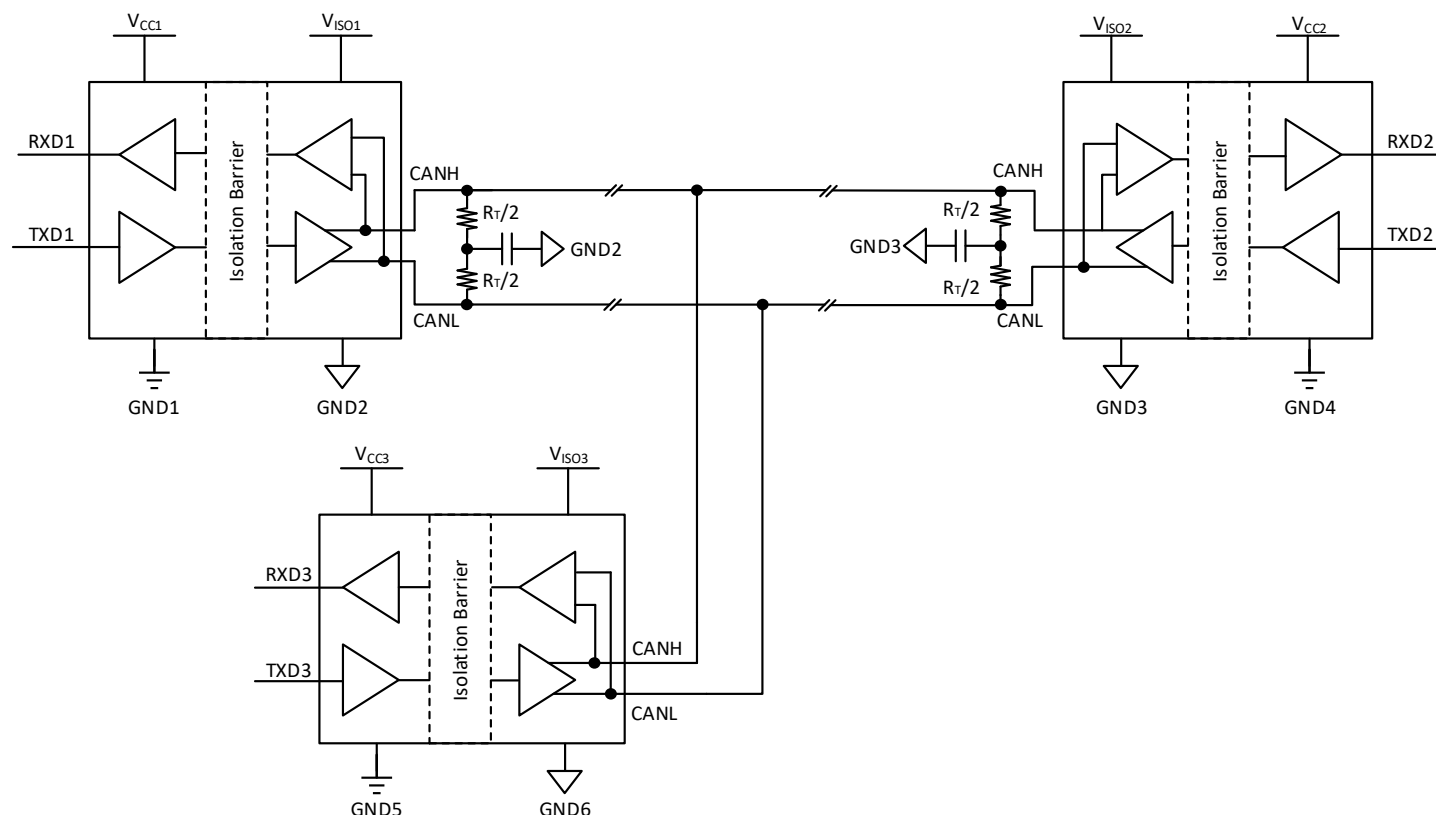 VCC1
VISO1
VISO2
VCC2
RXD1
TXD1
Isolation Barrier
CANH
CANL
RT/2
RT/2
GND2
GND3
RT/2
RT/2
CANH
CANL
Isolation Barrier
RXD2
TXD2
GND1
GND2
GND3
GND4
VCC3
VISO3
RXD3
TXD3
Isolation Barrier
CANH
CANL
GND5
GND6